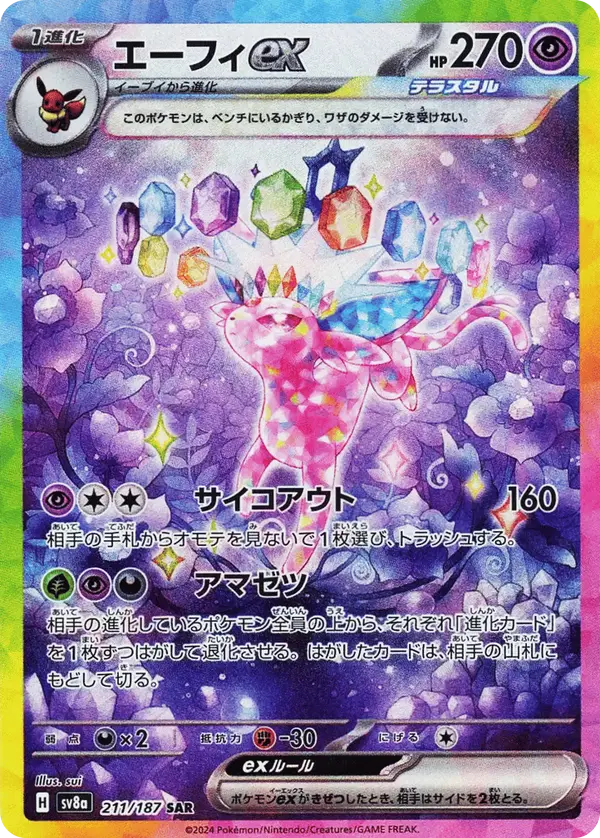 1進化
エーフィex
HP270
イーブイから進化
テラスタル
このポケモンは、ベンチにいるかぎり、ワザのダメージを受けない。
サイコアウト 160
相手の手札からオモテを見ないで1枚選び、トラッシュする。
アマゼツ
相手の進化しているポケモン全員の上から、それぞれ「進化カード」
を1枚ずつはがして退化させる。はがしたカードは、相手の山札に
もどして切る。
弱点 ×2 抵抗力 -30 にげる
Illus. sui
exルール
ポケモンexがきぜつしたとき、相手はサイドを2枚とる。
H sv8a 211/187 SAR
©2024 Pokémon/Nintendo/Creatures/GAME FREAK.